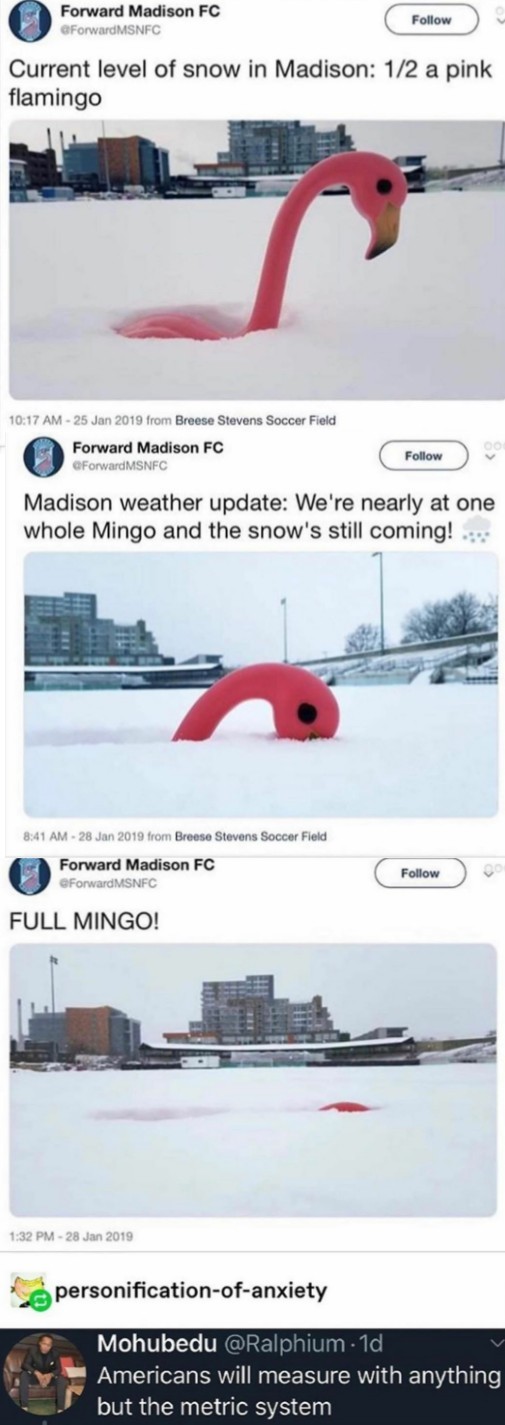 Forward Madison FC
@ForwardMSNFC
Follow
Current level of snow in Madison: 1/2 a pink
flamingo
10:17 AM - 25 Jan 2019 from Breese Stevens Soccer Field
Forward Madison FC
@ForwardMSNFC
Follow
Madison weather update: We're nearly at one
whole Mingo and the snow's still coming! 🌨
8:41 AM - 28 Jan 2019 from Breese Stevens Soccer Field
Forward Madison FC
@ForwardMSNFC
Follow
FULL MINGO!
1:32 PM - 28 Jan 2019
personification-of-anxiety
Mohubedu @Ralphium · 1d
Americans will measure with anything
but the metric system